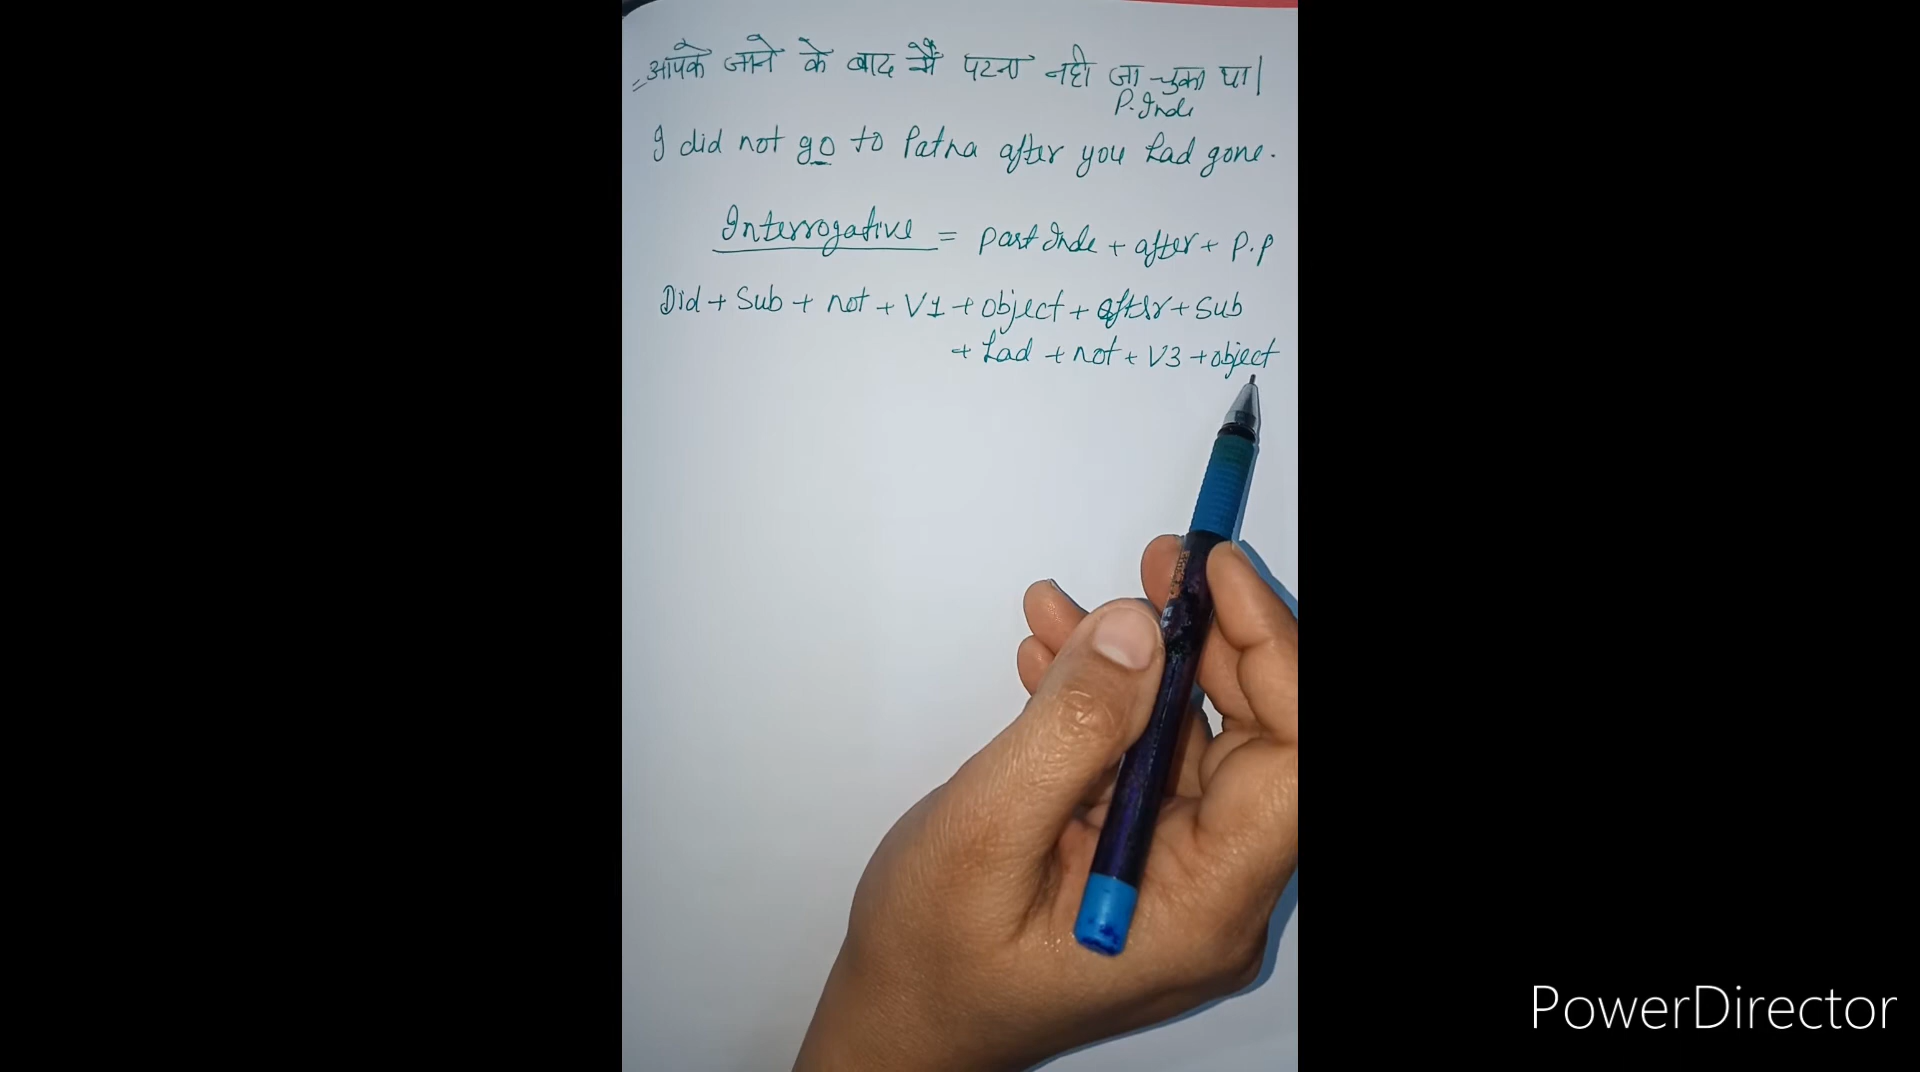 आपके जाने के बाद मैं पटना नही जा चुका था|
P. Inde
I did not go to Patna after you had gone.
Interrogative = past Inde + after + P.P
Did + Sub + not + V1 + object + after + Sub
+ had + not + V3 + object
PowerDirector